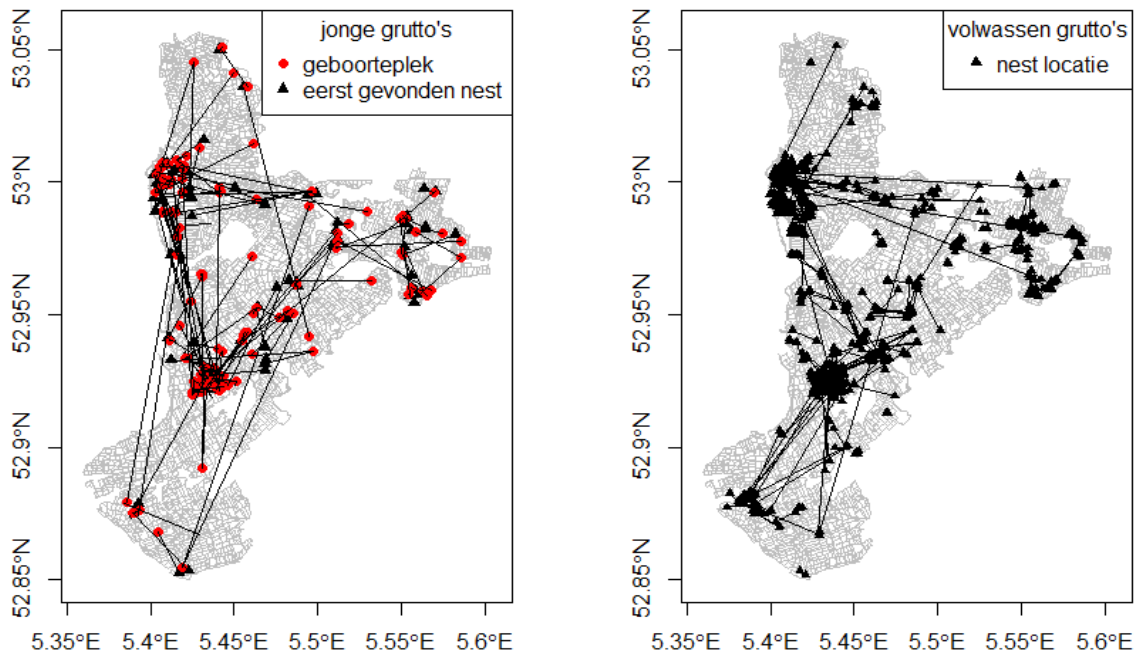 jonge grutto's
geboorteplek
eerst gevonden nest
53.05°N
53°N
52.95°N
52.9°N
52.85°N
5.35°E 5.4°E 5.45°E 5.5°E 5.55°E 5.6°E
volwassen grutto's
nest locatie
53.05°N
53°N
52.95°N
52.9°N
52.85°N
5.35°E 5.4°E 5.45°E 5.5°E 5.55°E 5.6°E